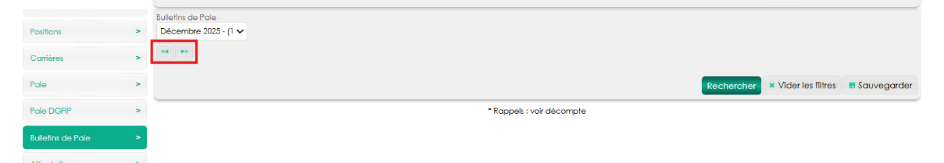 Bulletins de Paie
Positions >
Décembre 2025 - (1
Carrières >
Paie >
Rechercher × Vider les filtres Sauvegarder
Paie DGFIP >
* Rappels : voir décompte
Bulletins de Paie >